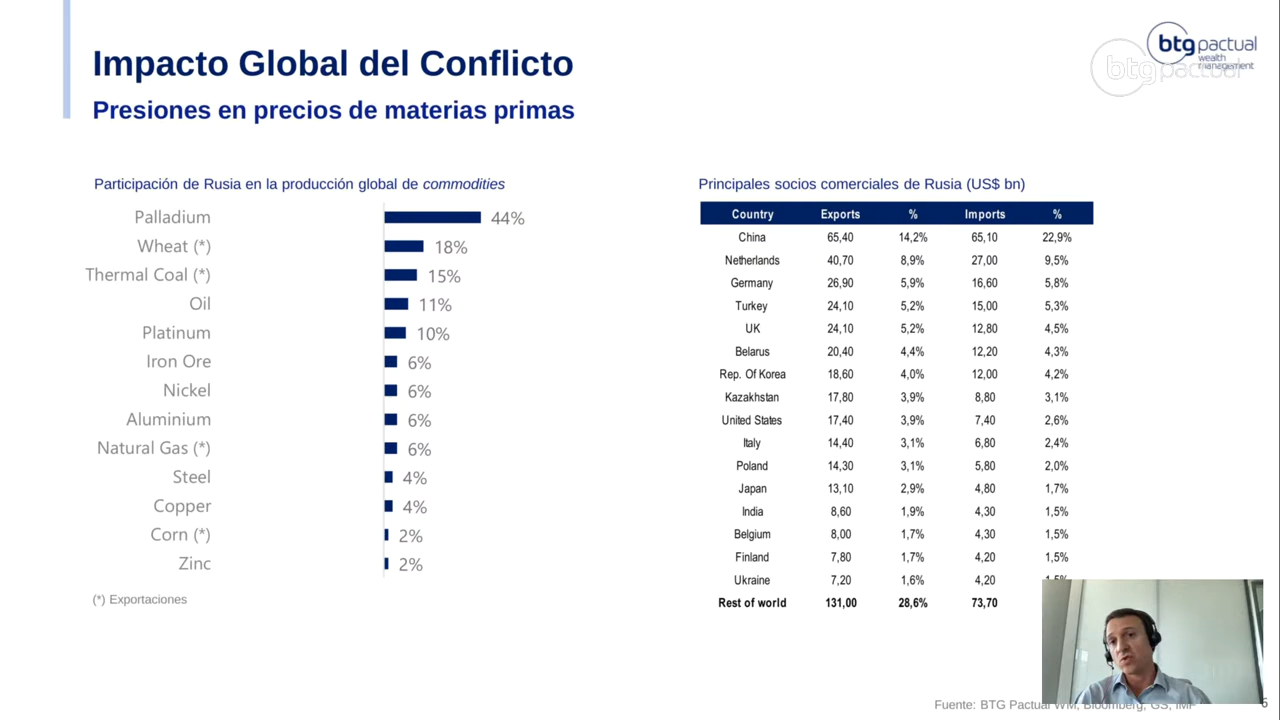 Impacto Global del Conflicto
Presiones en precios de materias primas
btg pactual
wealth
management
btg pactual
Participación de Rusia en la producción global de commodities
Palladium 44%
Wheat (*) 18%
Thermal Coal (*) 15%
Oil 11%
Platinum 10%
Iron Ore 6%
Nickel 6%
Aluminium 6%
Natural Gas (*) 6%
Steel 4%
Copper 4%
Corn (*) 2%
Zinc 2%
(*) Exportaciones
Principales socios comerciales de Rusia (US$ bn)
Country Exports % Imports %
China 65,40 14,2% 65,10 22,9%
Netherlands 40,70 8,9% 27,00 9,5%
Germany 26,90 5,9% 16,60 5,8%
Turkey 24,10 5,2% 15,00 5,3%
UK 24,10 5,2% 12,80 4,5%
Belarus 20,40 4,4% 12,20 4,3%
Rep. Of Korea 18,60 4,0% 12,00 4,2%
Kazakhstan 17,80 3,9% 8,80 3,1%
United States 17,40 3,9% 7,40 2,6%
Italy 14,40 3,1% 6,80 2,4%
Poland 14,30 3,1% 5,80 2,0%
Japan 13,10 2,9% 4,80 1,7%
India 8,60 1,9% 4,30 1,5%
Belgium 8,00 1,7% 4,30 1,5%
Finland 7,80 1,7% 4,20 1,5%
Ukraine 7,20 1,6% 4,20
Rest of world 131,00 28,6% 73,70
Fuente: BTG Pactual WM, Bloomberg, GS, IMF
6